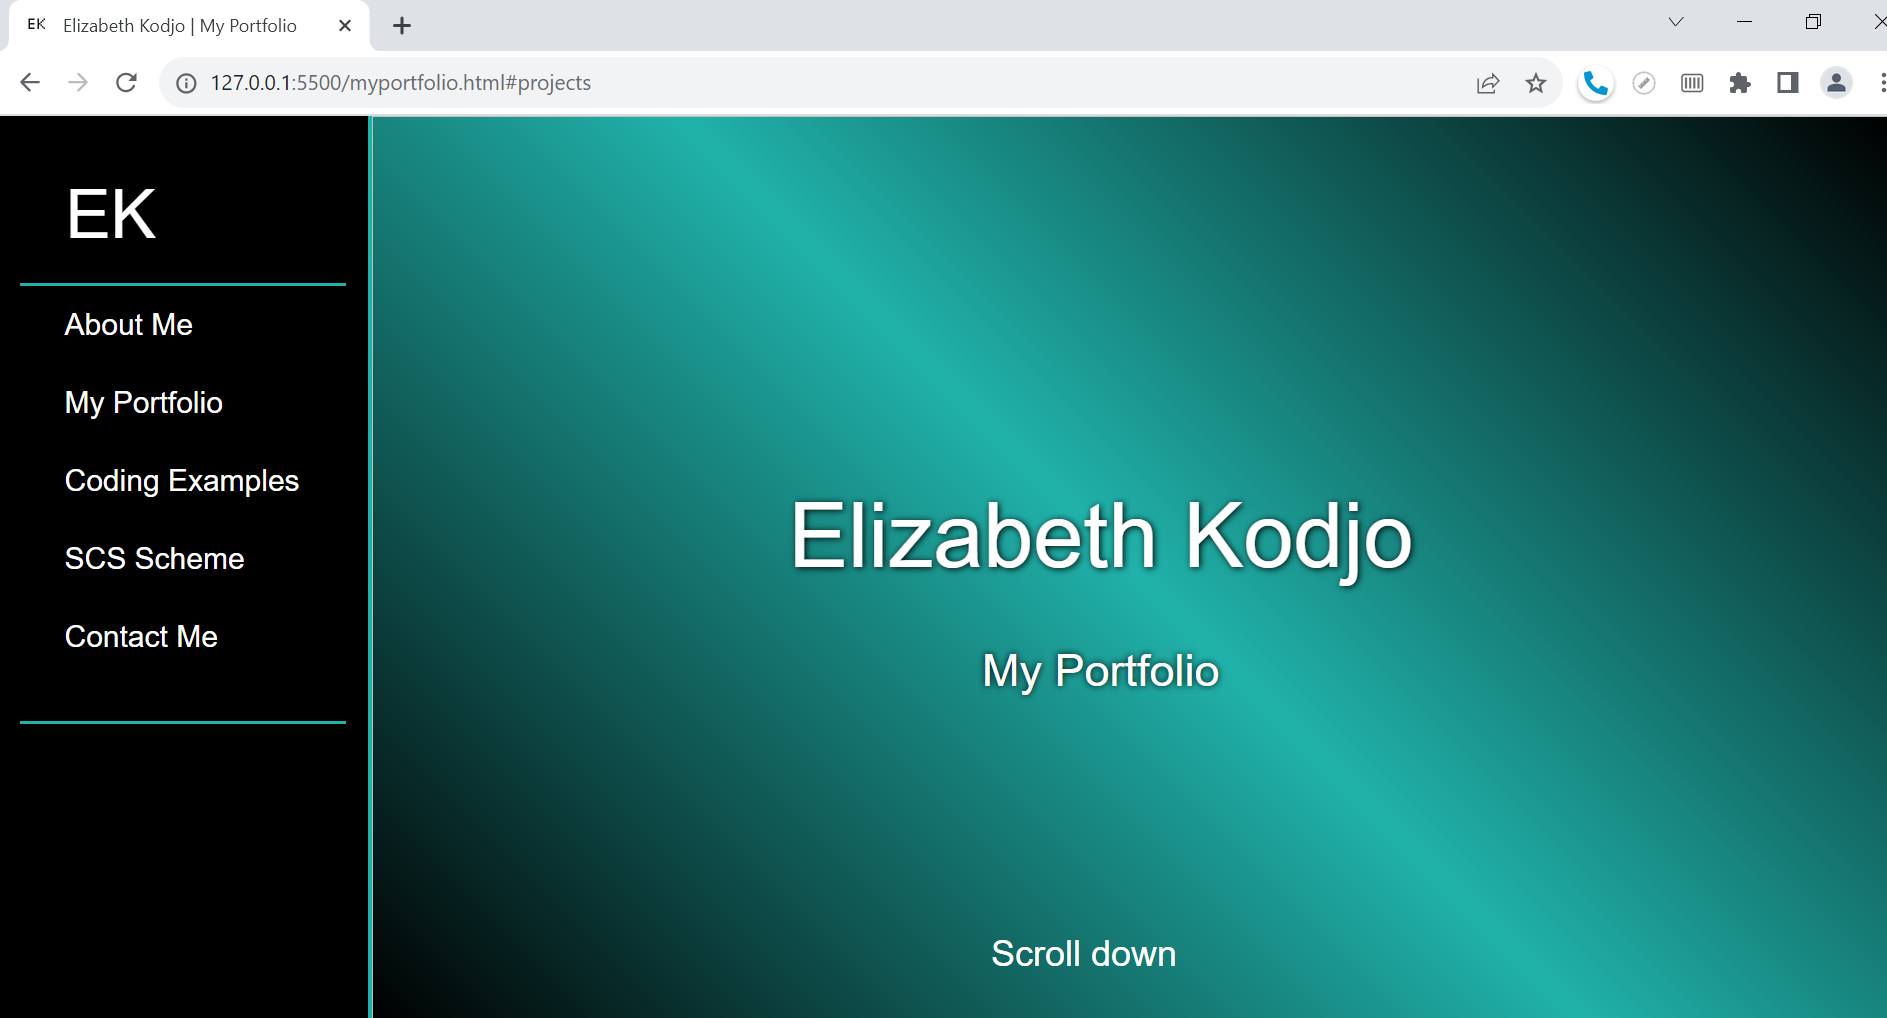 EK Elizabeth Kodjo | My Portfolio
127.0.0.1:5500/myportfolio.html#projects
EK
About Me
My Portfolio
Coding Examples
SCS Scheme
Contact Me
Elizabeth Kodjo
My Portfolio
Scroll down